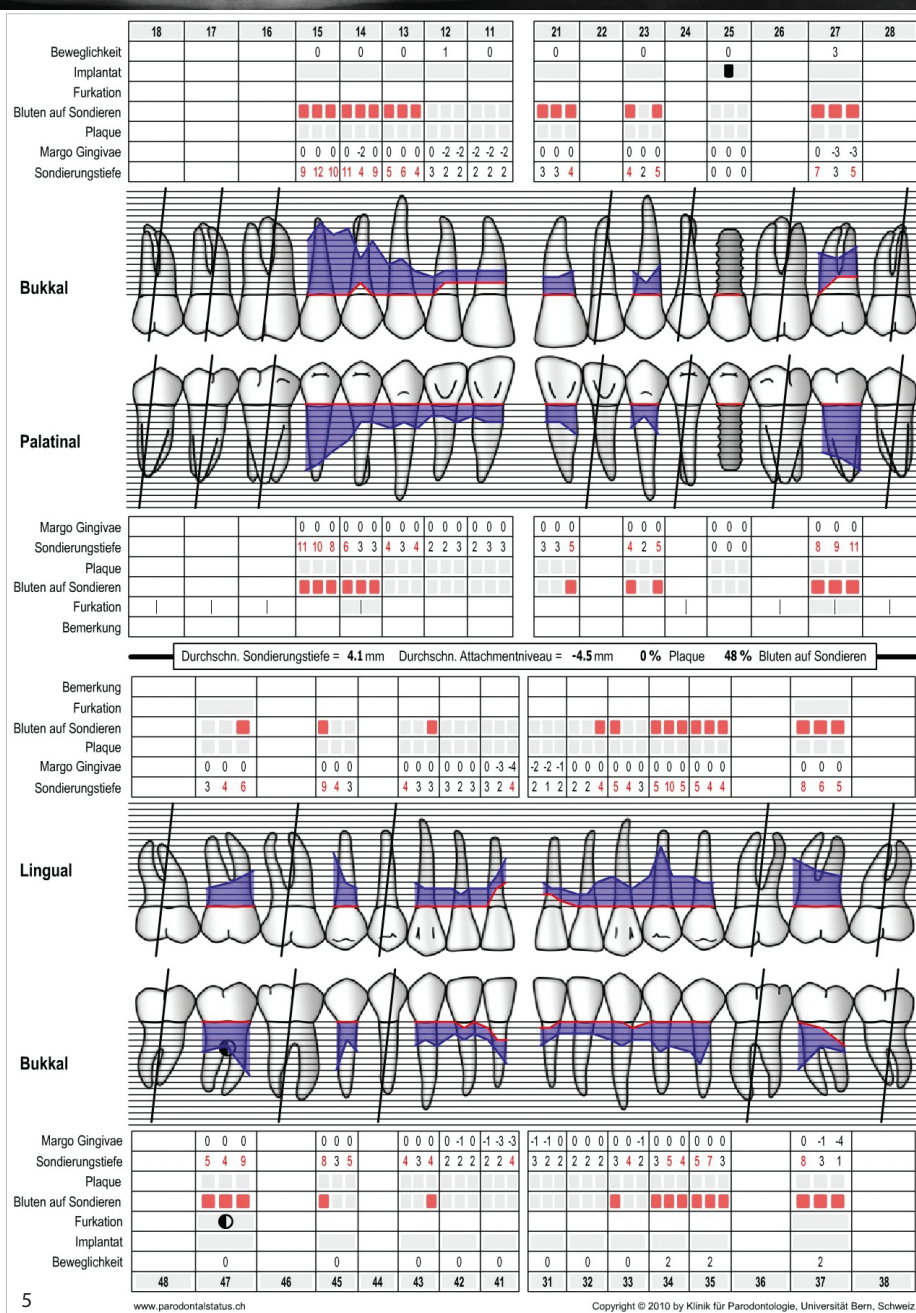 18 17 16 15 14 13 12 11 21 22 23 24 25 26 27 28
Beweglichkeit 0 0 0 1 0 0 0 0 3
Implantat
Furkation
Bluten auf Sondieren
Plaque
Margo Gingivae 0 0 0 0 -2 0 0 0 0 0 -2 -2 -2 -2 -2 0 0 0 0 0 0 0 0 0 0 -3 -3
Sondierungstiefe 9 12 10 11 4 9 5 6 4 3 2 2 2 2 2 3 3 4 4 2 5 0 0 0 7 3 5
Bukkal
Palatinal
Margo Gingivae 0 0 0 0 0 0 0 0 0 0 0 0 0 0 0 0 0 0 0 0 0 0 0 0 0 0 0
Sondierungstiefe 11 10 8 6 3 3 4 3 4 2 2 3 2 3 3 3 3 5 4 2 5 0 0 0 8 9 11
Plaque
Bluten auf Sondieren
Furkation
Bemerkung
Durchschn. Sondierungstiefe = 4.1 mm Durchschn. Attachmentniveau = -4.5 mm 0 % Plaque 48 % Bluten auf Sondieren
Bemerkung
Furkation
Bluten auf Sondieren
Plaque
Margo Gingivae 0 0 0 0 0 0 0 0 0 0 0 0 0 -3 -4 -2 -2 -1 0 0 0 0 0 0 0 0 0 0 0 0 0 0 0
Sondierungstiefe 3 4 6 9 4 3 4 3 3 3 2 3 3 2 4 2 1 2 2 2 4 5 4 3 5 10 5 5 4 4 8 6 5
Lingual
Bukkal
Margo Gingivae 0 0 0 0 0 0 0 0 0 0 -1 0 -1 -3 -3 -1 -1 0 0 0 0 0 0 -1 0 0 0 0 0 0 0 -1 -4
Sondierungstiefe 5 4 9 8 3 5 4 3 4 2 2 2 2 2 4 3 2 2 2 2 2 3 4 2 3 5 4 5 7 3 8 3 1
Plaque
Bluten auf Sondieren
Furkation
Implantat
Beweglichkeit 0 0 0 0 0 0 0 0 2 2 2
48 47 46 45 44 43 42 41 31 32 33 34 35 36 37 38
5
www.parodontalstatus.ch Copyright © 2010 by Klinik für Parodontologie, Universität Bern, Schweiz